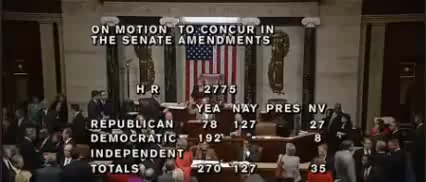 ON MOTION TO CONCUR IN
THE SENATE AMENDMENTS
H R 2775
YEA NAY PRES NV
REPUBLICAN 78 127 27
DEMOCRATIC 192 8
INDEPENDENT
TOTALS 270 127 35